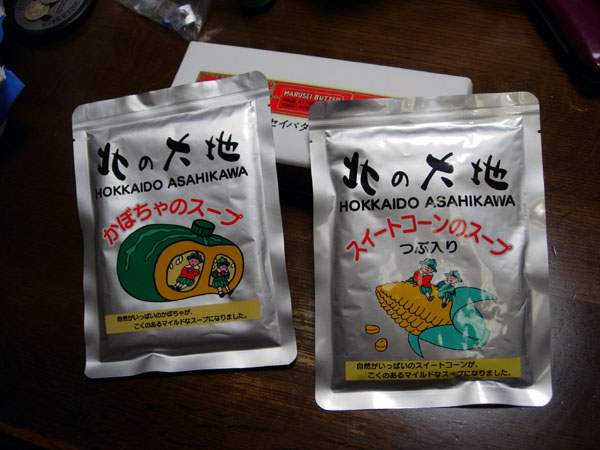 MARUSEI BUTTER
セイバタ
北の大地
HOKKAIDO ASAHIKAWA
かぼちゃのスープ
自然がいっぱいのかぼちゃが、
こくのあるマイルドなスープになりました。
北の大地
HOKKAIDO ASAHIKAWA
スイートコーンのスープ
つぶ入り
自然がいっぱいのスイートコーンが、
こくのあるマイルドなスープになりました。